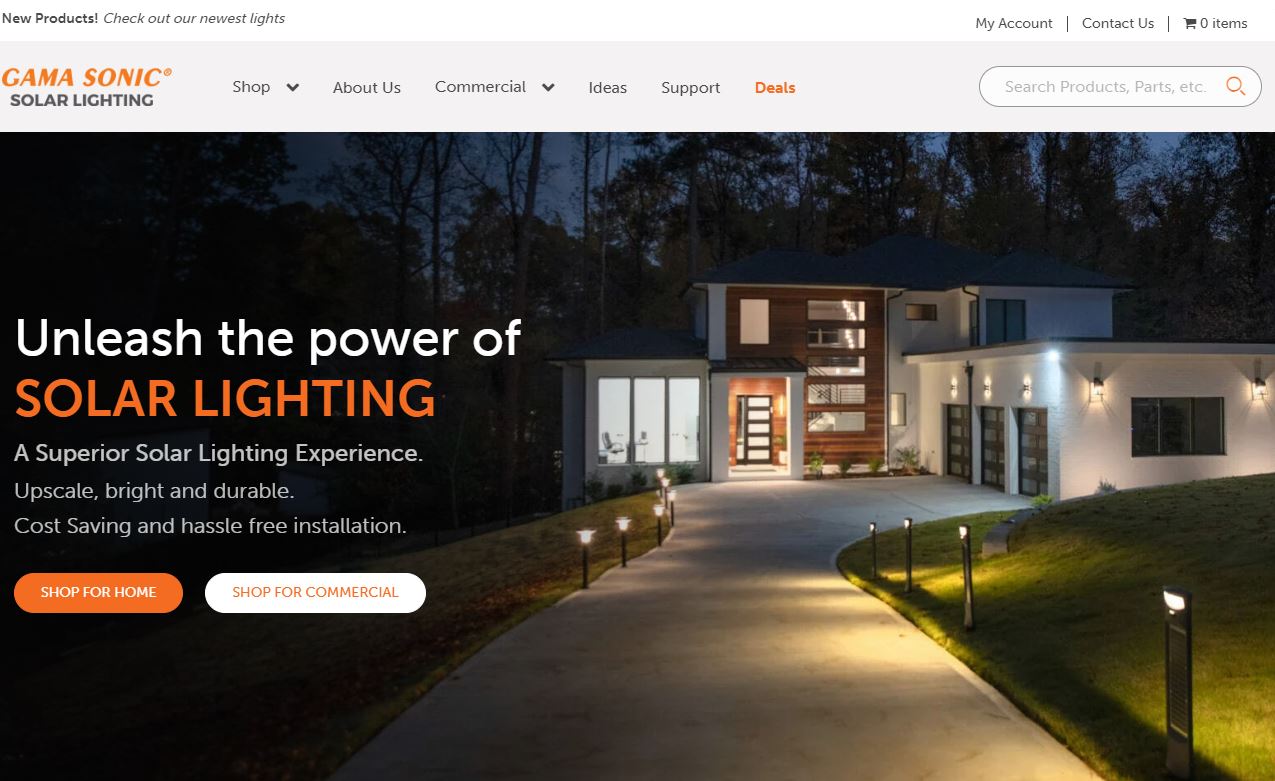 New Products! Check out our newest lights
My Account
Contact Us
0 items
GAMA SONIC®
SOLAR LIGHTING
Shop
About Us
Commercial
Ideas
Support
Deals
Search Products, Parts, etc.
Unleash the power of
SOLAR LIGHTING
A Superior Solar Lighting Experience.
Upscale, bright and durable.
Cost Saving and hassle free installation.
SHOP FOR HOME
SHOP FOR COMMERCIAL